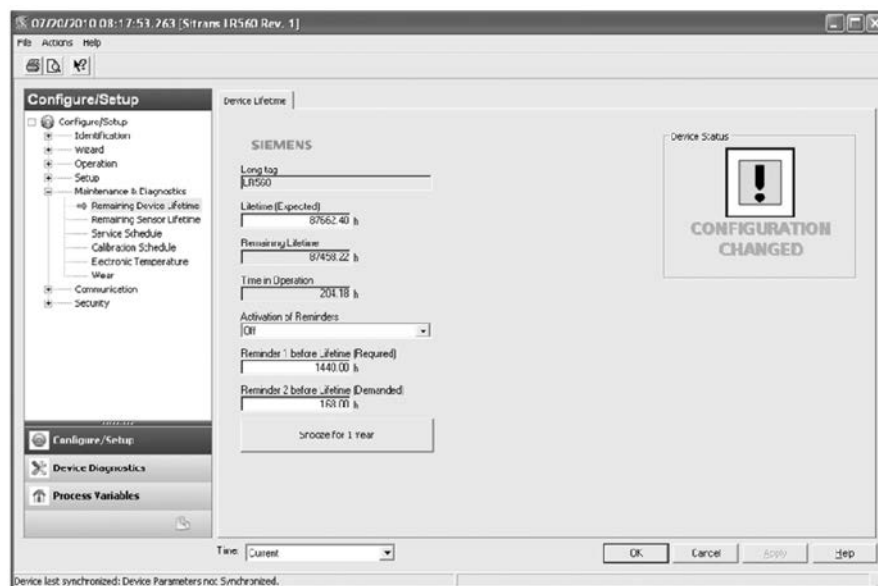 07/20/2010 08:17:53.263 [Sitrans LR560 Rev. 1]
File Actions Help
Configure/Setup
Configure/Setup
Identification
Wizard
Operation
Setup
Maintenance & Diagnostics
Remaining Device Lifetime
Remaining Sensor Lifetime
Service Schedule
Calibration Schedule
Electronic Temperature
Wear
Communication
Security
Configure/Setup
Device Diagnostics
Process Variables
Device Lifetime
SIEMENS
Long tag
LR560
Lifetime (Expected)
87662.40 h
Remaining Lifetime
87458.22 h
Time in Operation
204.18 h
Activation of Reminders
Off
Reminder 1 before Lifetime (Required)
1440.00 h
Reminder 2 before Lifetime (Demanded)
168.00 h
Snooze for 1 Year
Device Status
CONFIGURATION
CHANGED
Time: Current
OK Cancel Apply Help
Device last synchronized: Device Parameters not Synchronized.